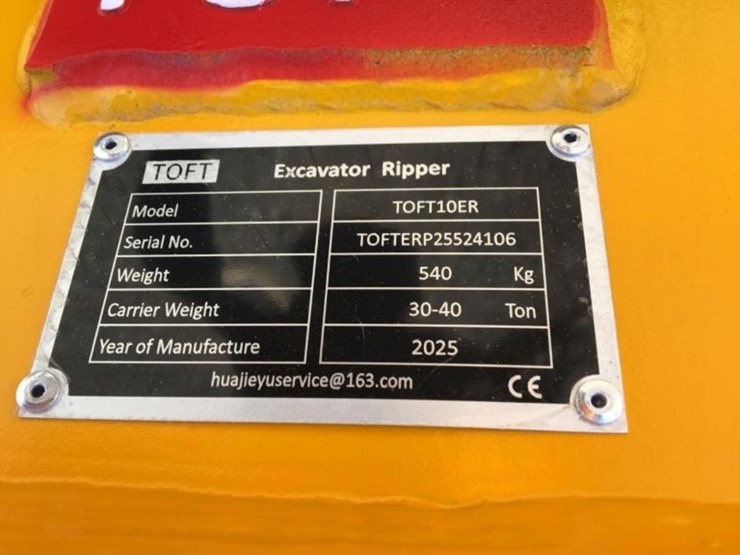 TOFT Excavator Ripper
Model TOFT10ER
Serial No. TOFTERP25524106
Weight 540 Kg
Carrier Weight 30-40 Ton
Year of Manufacture 2025
huajieyuservice@163.com CE